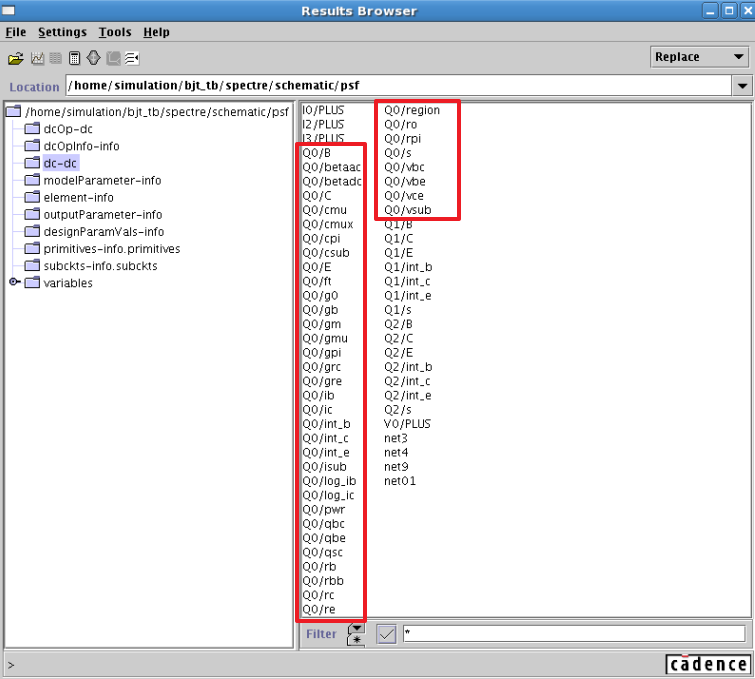 Results Browser
File Settings Tools Help
Replace
Location /home/simulation/bjt_tb/spectre/schematic/psf
/home/simulation/bjt_tb/spectre/schematic/psf
dcOp-dc
dcOpInfo-info
dc-dc
modelParameter-info
element-info
outputParameter-info
designParamVals-info
primitives-info.primitives
subckts-info.subckts
variables
I0/PLUS
I2/PLUS
I3/PLUS
Q0/B
Q0/betaac
Q0/betadc
Q0/C
Q0/cmu
Q0/cmux
Q0/cpi
Q0/csub
Q0/E
Q0/ft
Q0/g0
Q0/gb
Q0/gm
Q0/gmu
Q0/gpi
Q0/grc
Q0/gre
Q0/ib
Q0/ic
Q0/int_b
Q0/int_c
Q0/int_e
Q0/isub
Q0/log_ib
Q0/log_ic
Q0/pwr
Q0/qbc
Q0/qbe
Q0/qsc
Q0/rb
Q0/rbb
Q0/rc
Q0/re
Q0/region
Q0/ro
Q0/rpi
Q0/s
Q0/vbc
Q0/vbe
Q0/vce
Q0/vsub
Q1/B
Q1/C
Q1/E
Q1/int_b
Q1/int_c
Q1/int_e
Q1/s
Q2/B
Q2/C
Q2/E
Q2/int_b
Q2/int_c
Q2/int_e
Q2/s
V0/PLUS
net3
net4
net9
net01
Filter *
>
cādence